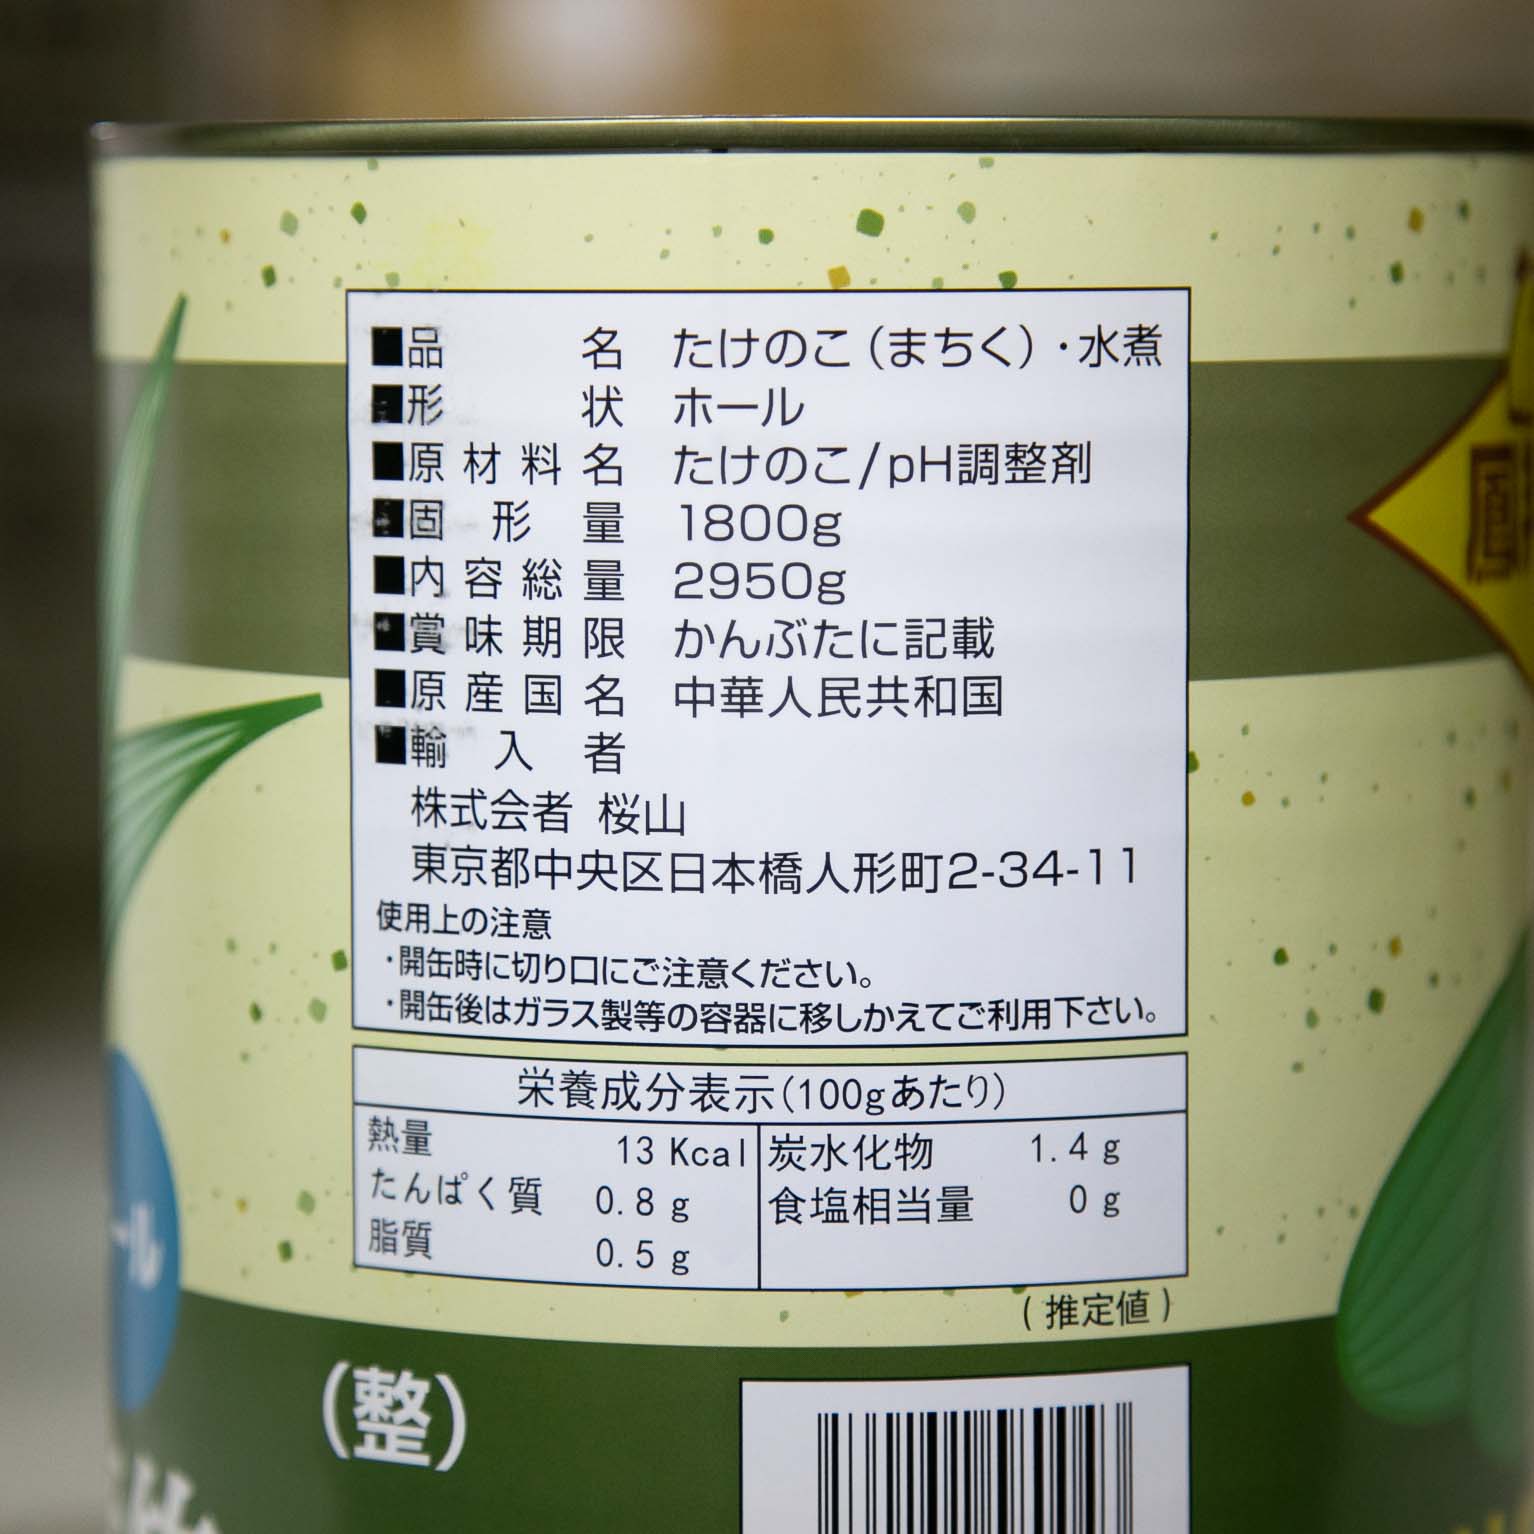 ■品名 たけのこ(まちく)・水煮
■形状 ホール
■原材料名 たけのこ/pH調整剤
■固形量 1800g
■内容総量 2950g
■賞味期限 かんぶたに記載
■原産国名 中華人民共和国
■輸入者
株式会者 桜山
東京都中央区日本橋人形町2-34-11
使用上の注意
・開缶時に切り口にご注意ください。
・開缶後はガラス製等の容器に移しかえてご利用下さい。
栄養成分表示(100gあたり)
熱量 13 Kcal 炭水化物 1.4 g
たんぱく質 0.8 g 食塩相当量 0 g
脂質 0.5 g
(推定値)
ール
(整)